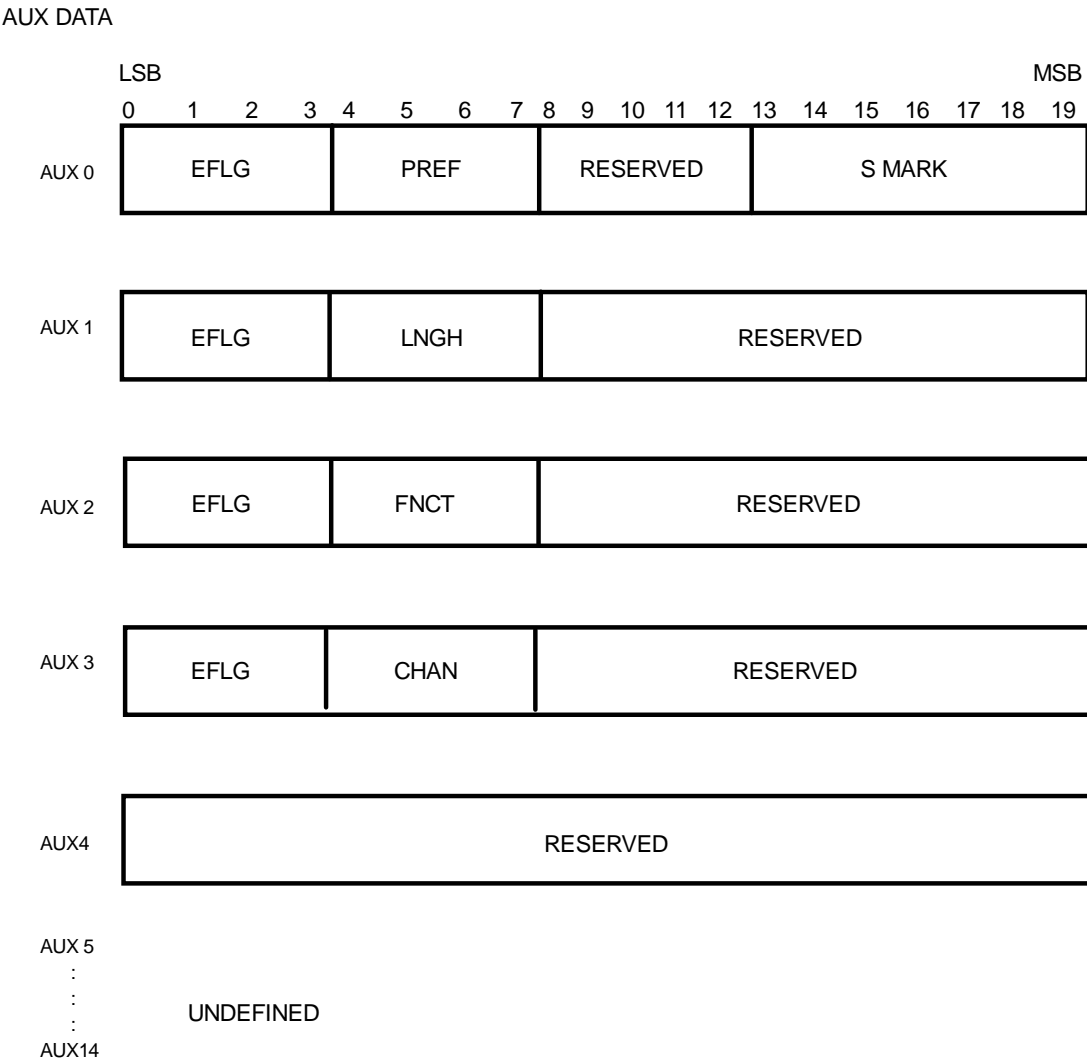 AUX DATA
LSB MSB
0 1 2 3 4 5 6 7 8 9 10 11 12 13 14 15 16 17 18 19
AUX 0 EFLG PREF RESERVED S MARK
AUX 1 EFLG LNGH RESERVED
AUX 2 EFLG FNCT RESERVED
AUX 3 EFLG CHAN RESERVED
AUX4 RESERVED
AUX 5
:
:
UNDEFINED
:
AUX14